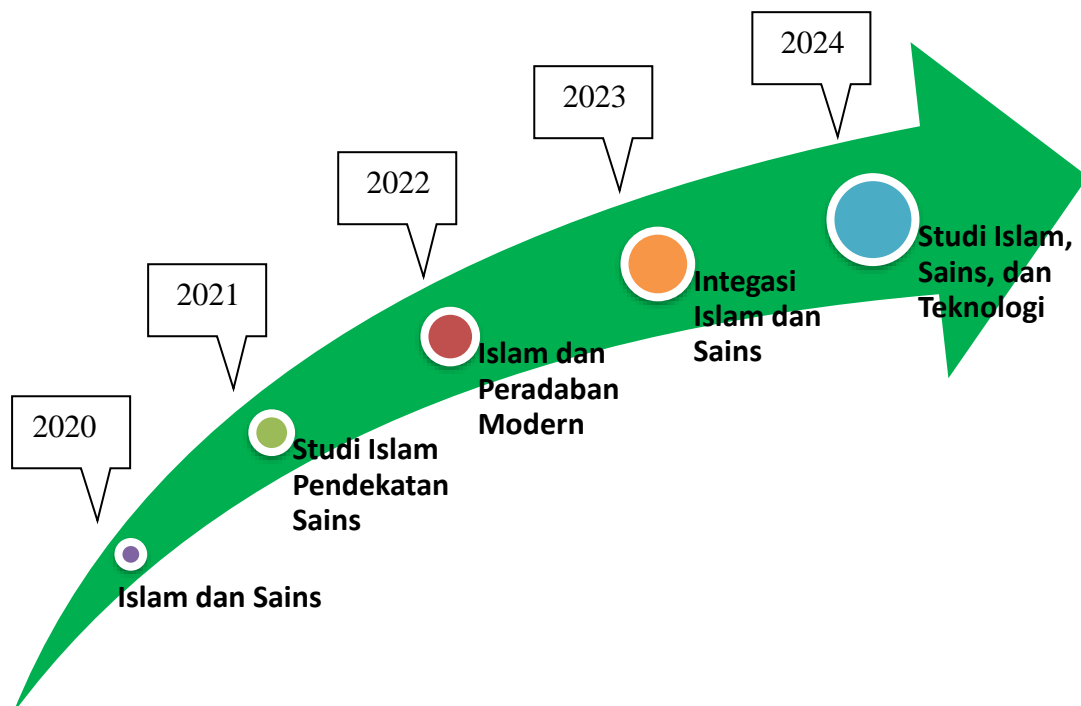 2020
Islam dan Sains
2021
Studi Islam
Pendekatan
Sains
2022
Islam dan
Peradaban
Modern
2023
Integasi
Islam dan
Sains
2024
Studi Islam,
Sains, dan
Teknologi